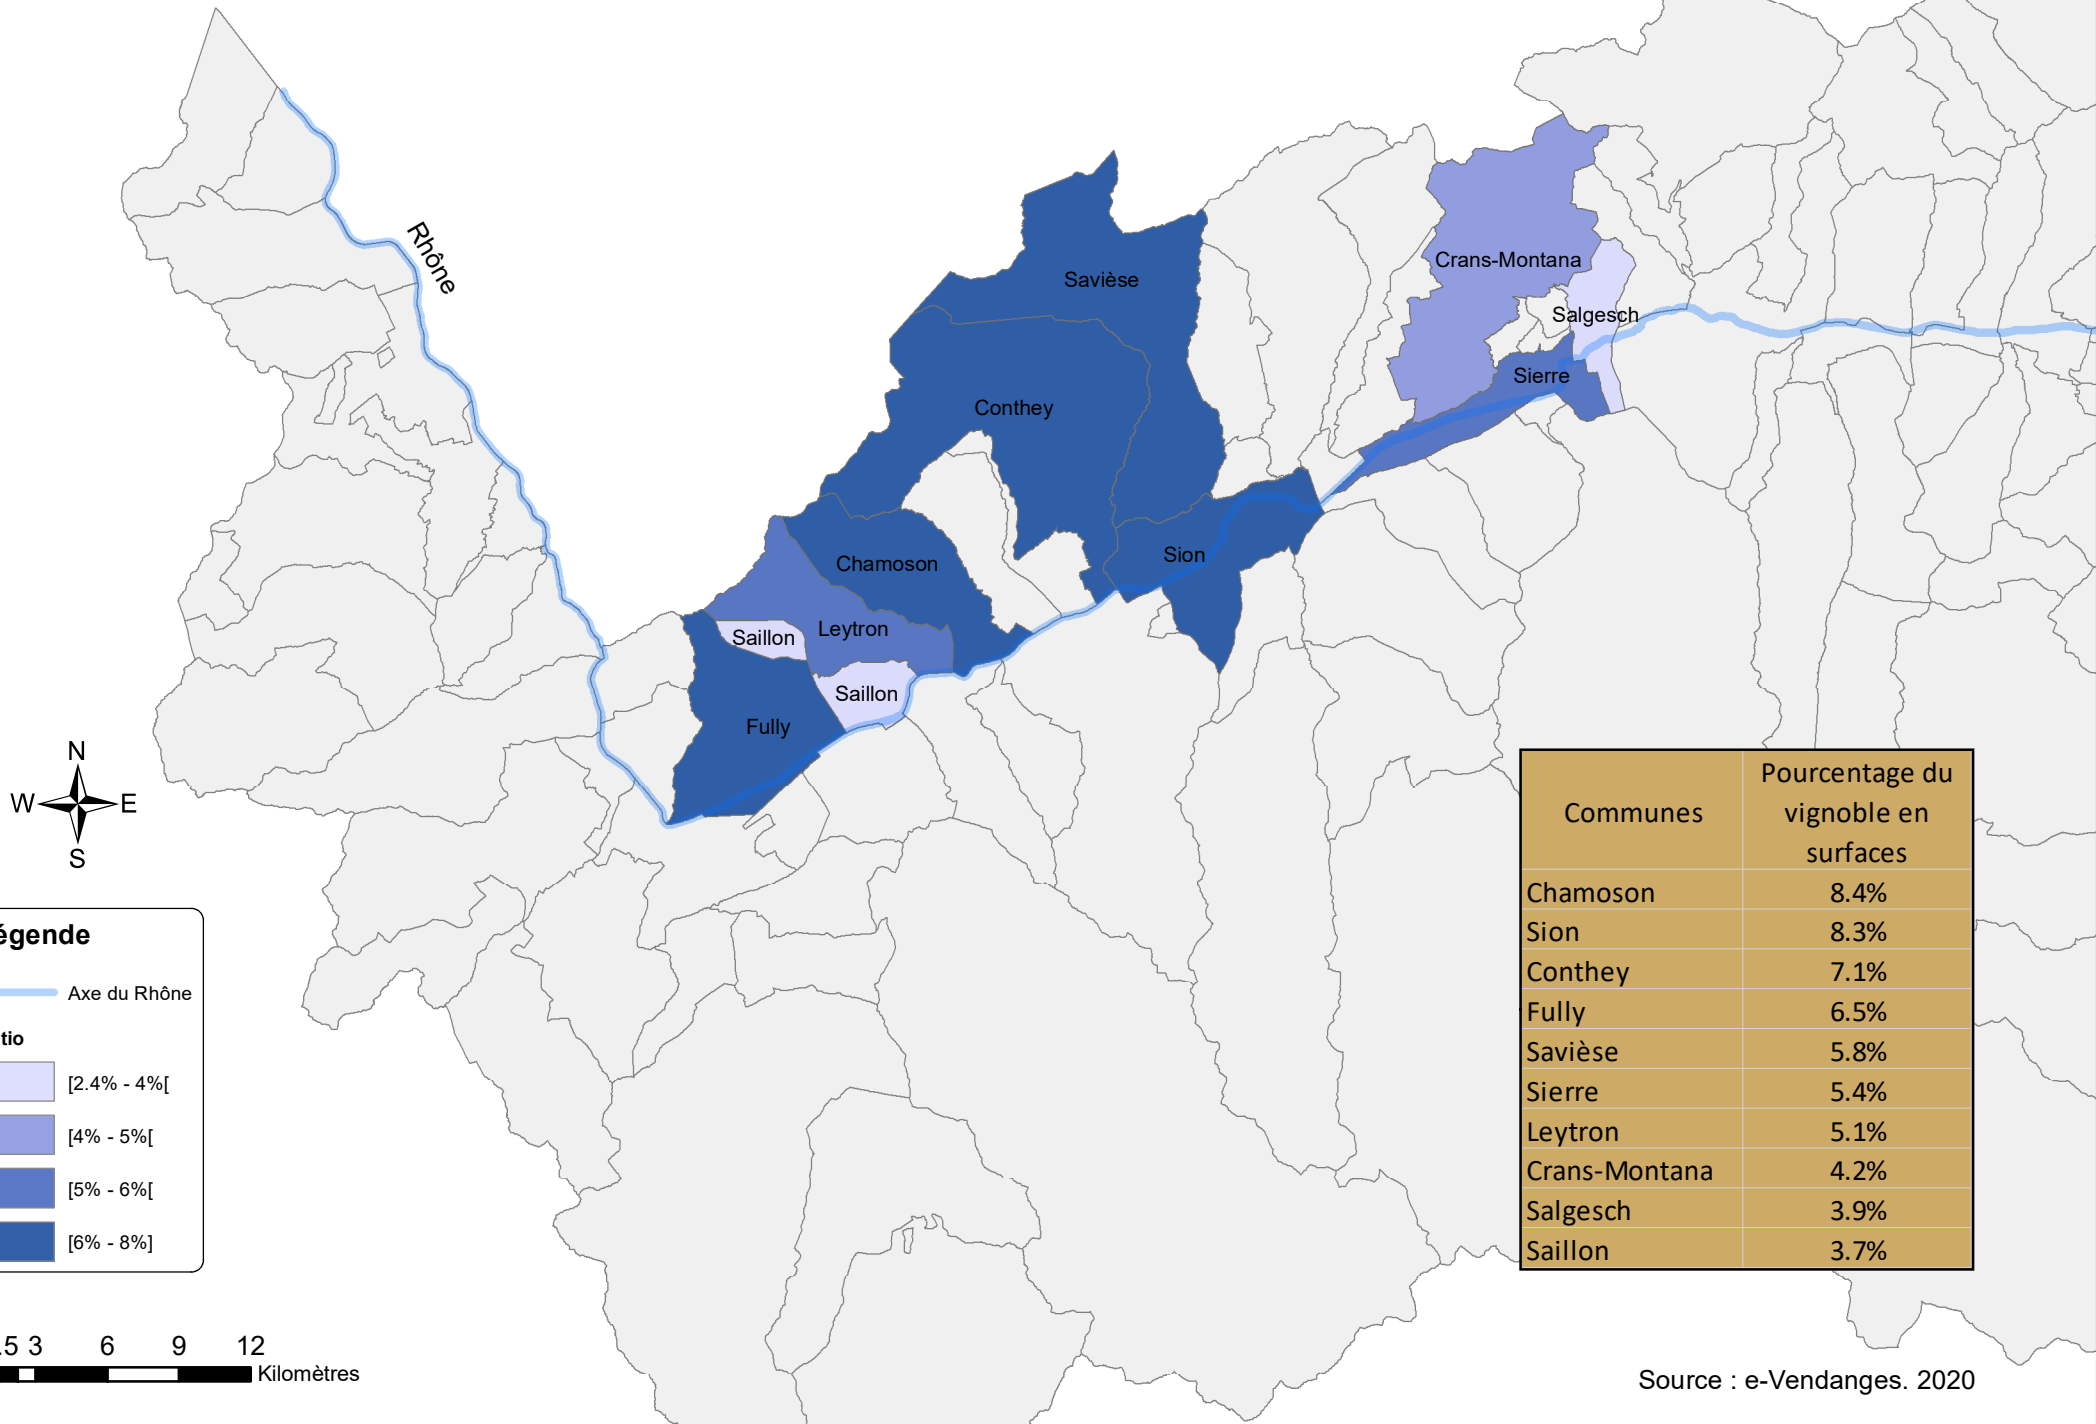 Rhône
Savièse
Crans-Montana
Salgesch
Sierre
Conthey
Sion
Chamoson
Saillon
Leytron
Saillon
Fully
N
W
E
S
égende
Axe du Rhône
tio
[2.4% - 4%[
[4% - 5%[
[5% - 6%[
[6% - 8%]
.5 3 6 9 12
Kilomètres
Communes
Pourcentage du
vignoble en
surfaces
Chamoson 8.4%
Sion 8.3%
Conthey 7.1%
Fully 6.5%
Savièse 5.8%
Sierre 5.4%
Leytron 5.1%
Crans-Montana 4.2%
Salgesch 3.9%
Saillon 3.7%
Source : e-Vendanges. 2020